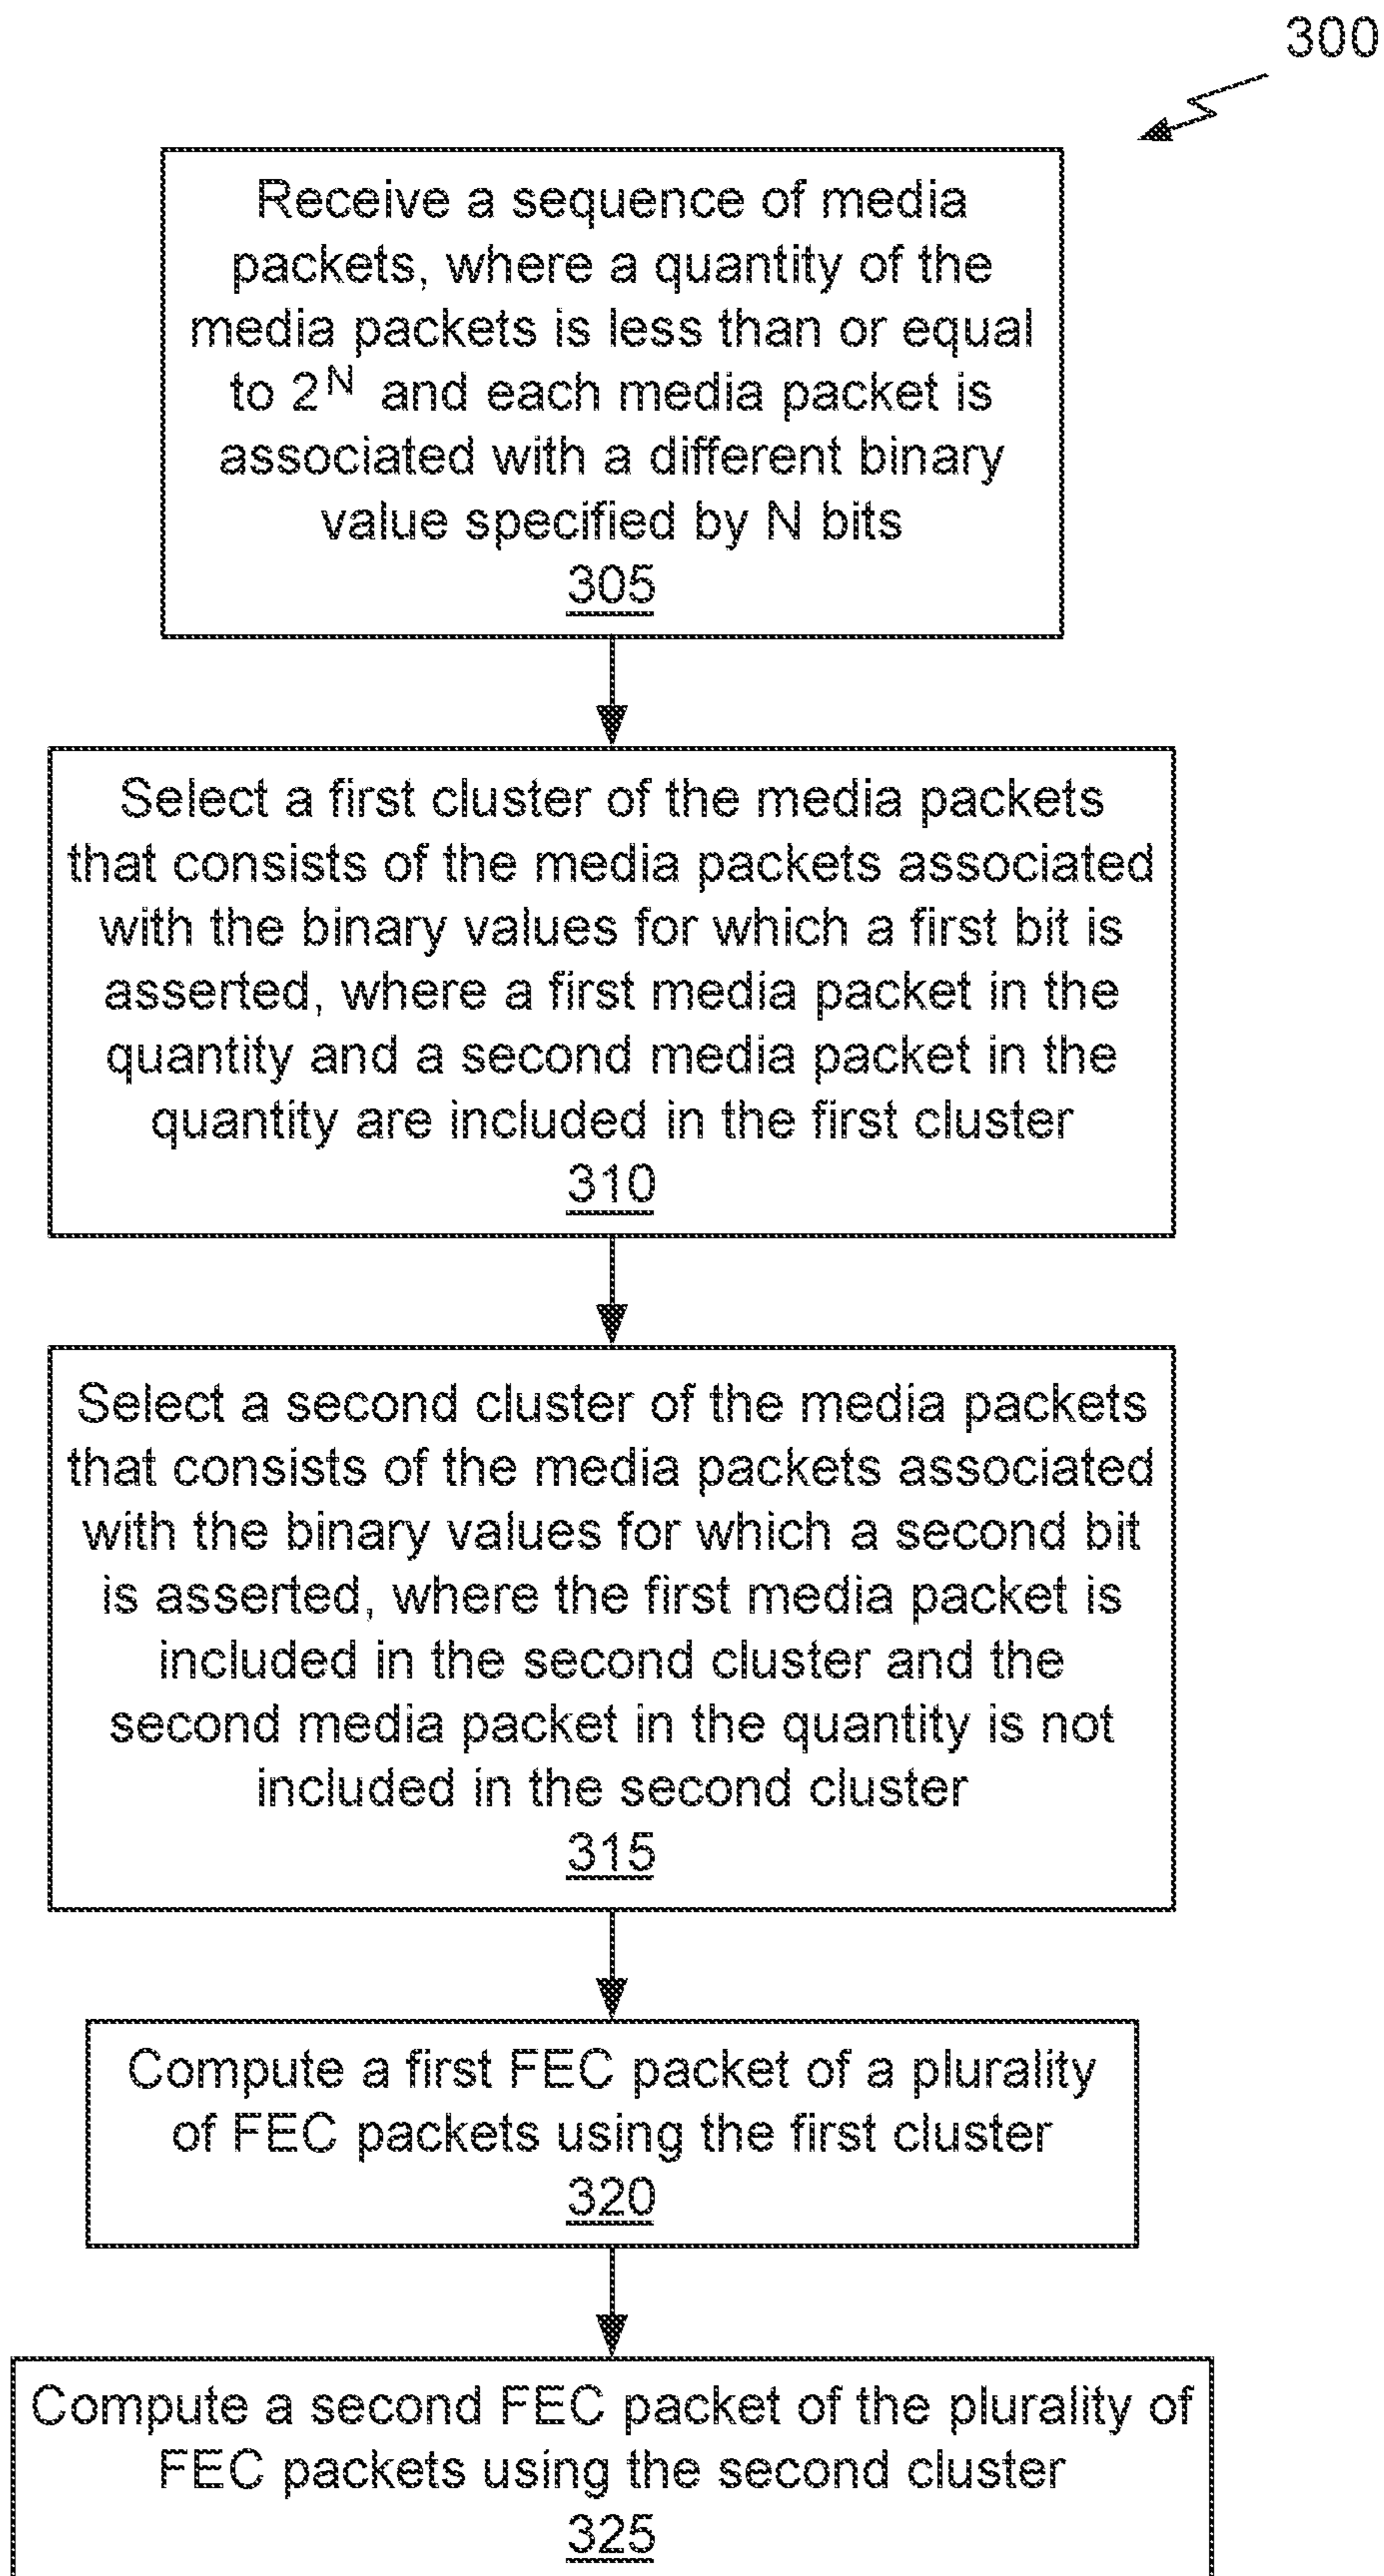 300
Receive a sequence of media
packets, where a quantity of the
media packets is less than or equal
to 2^N and each media packet is
associated with a different binary
value specified by N bits
305
Select a first cluster of the media packets
that consists of the media packets associated
with the binary values for which a first bit is
asserted, where a first media packet in the
quantity and a second media packet in the
quantity are included in the first cluster
310
Select a second cluster of the media packets
that consists of the media packets associated
with the binary values for which a second bit
is asserted, where the first media packet is
included in the second cluster and the
second media packet in the quantity is not
included in the second cluster
315
Compute a first FEC packet of a plurality
of FEC packets using the first cluster
320
Compute a second FEC packet of the plurality of
FEC packets using the second cluster
325